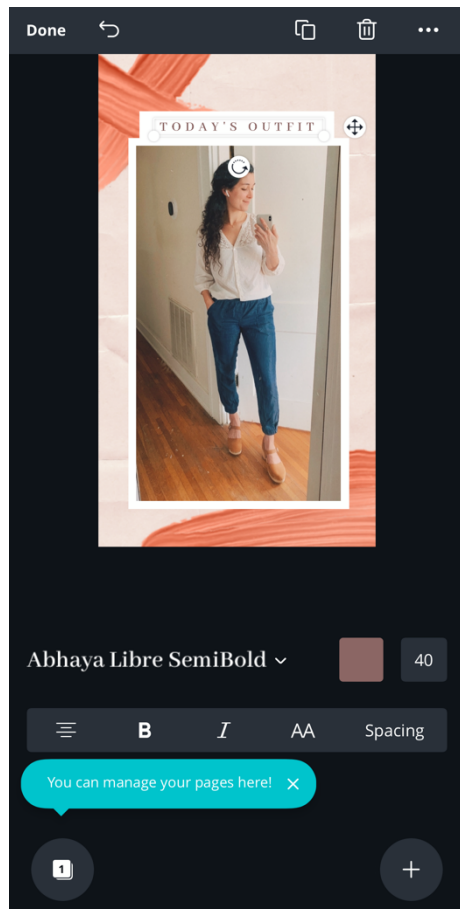 Done
TODAY'S OUTFIT
Abhaya Libre SemiBold
40
B I AA Spacing
You can manage your pages here!
1